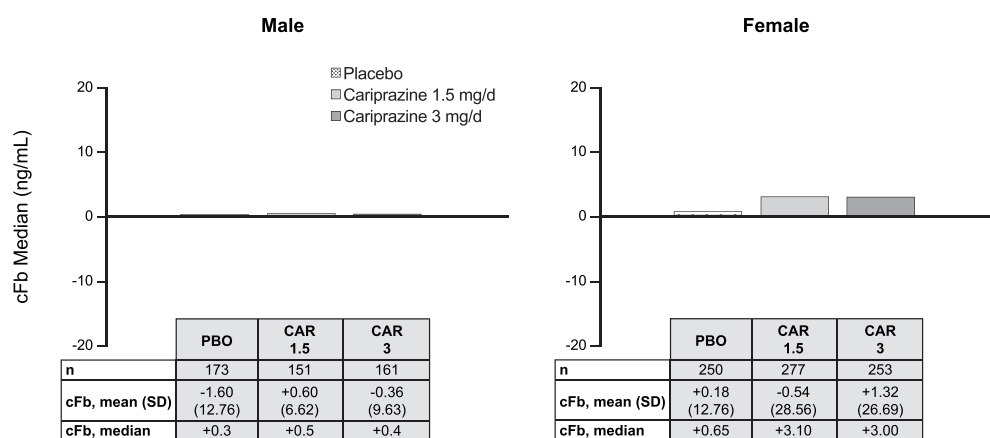 Male
Female
Placebo
Cariprazine 1.5 mg/d
Cariprazine 3 mg/d
cFb Median (ng/mL)
20
10
0
-10
-20
20
10
0
-10
-20
PBO CAR 1.5 CAR 3
n 173 151 161
cFb, mean (SD) -1.60 (12.76) +0.60 (6.62) -0.36 (9.63)
cFb, median +0.3 +0.5 +0.4
PBO CAR 1.5 CAR 3
n 250 277 253
cFb, mean (SD) +0.18 (12.76) -0.54 (28.56) +1.32 (26.69)
cFb, median +0.65 +3.10 +3.00